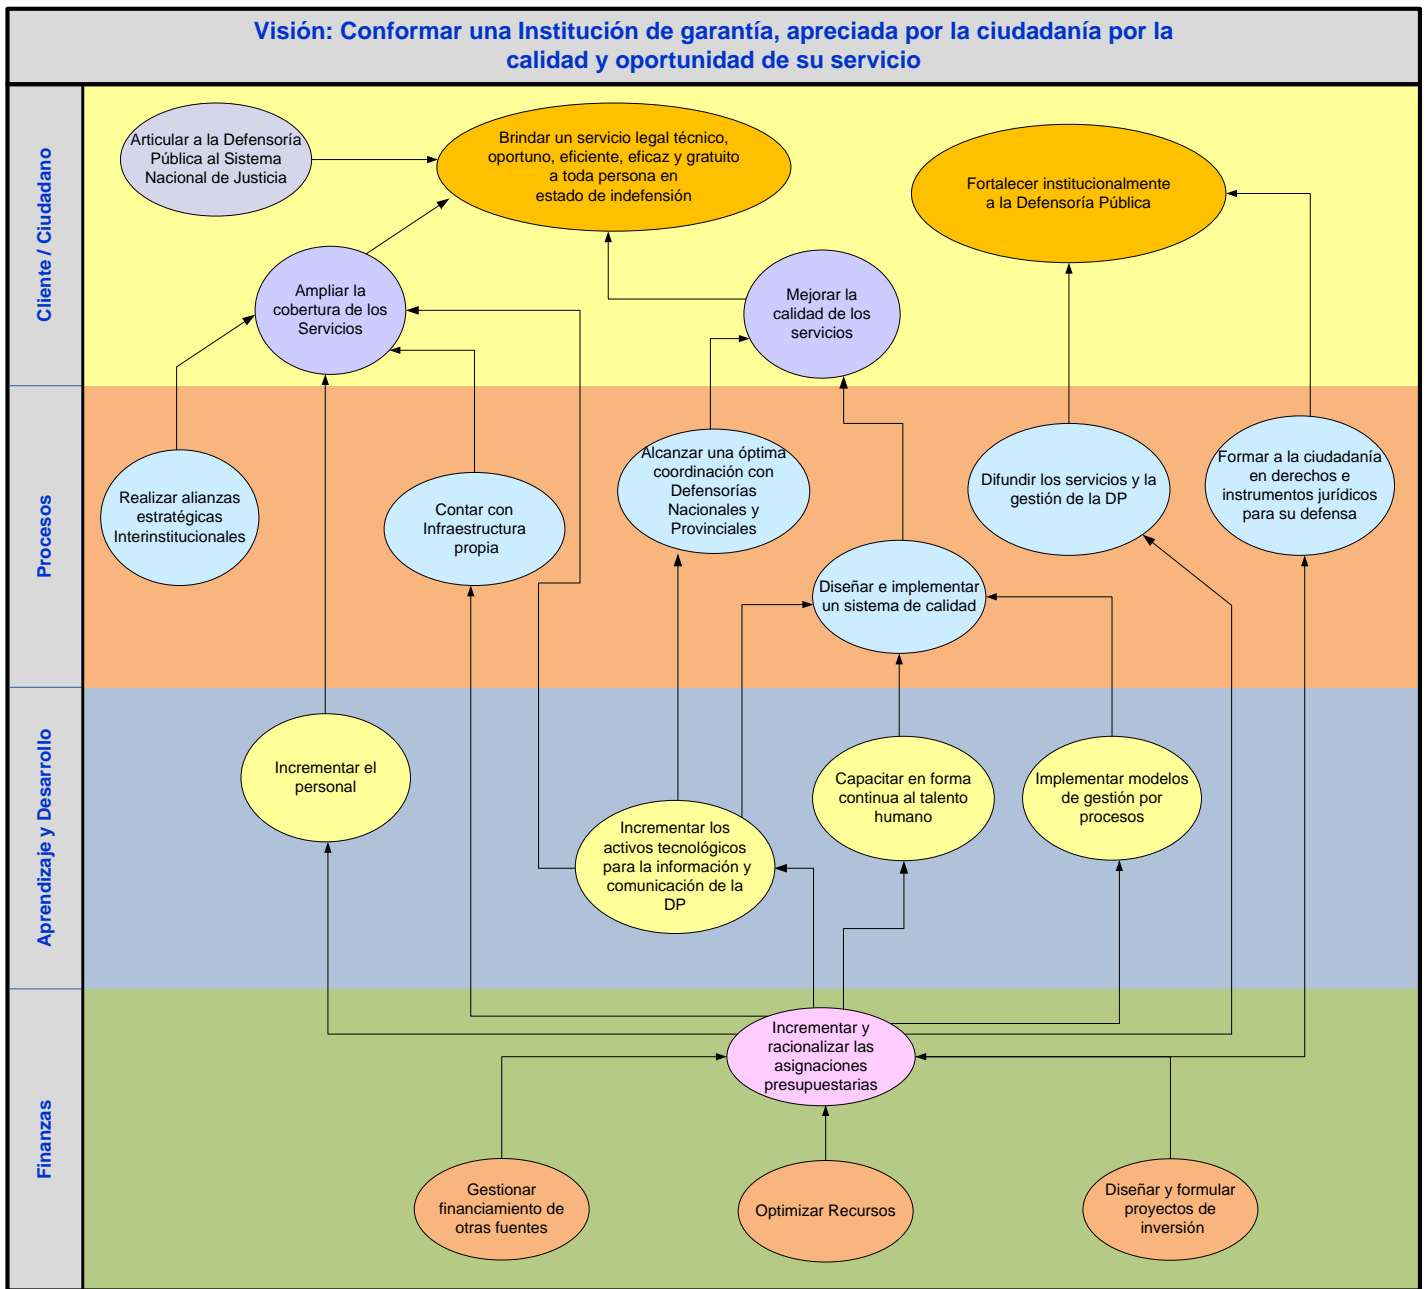 Visión: Conformar una Institución de garantía, apreciada por la ciudadanía por la
calidad y oportunidad de su servicio
Cliente / Ciudadano
Articular a la Defensoría
Pública al Sistema
Nacional de Justicia
Brindar un servicio legal técnico,
oportuno, eficiente, eficaz y gratuito
a toda persona en
estado de indefensión
Fortalecer institucionalmente
a la Defensoría Pública
Ampliar la
cobertura de los
Servicios
Mejorar la
calidad de los
servicios
Procesos
Realizar alianzas
estratégicas
Interinstitucionales
Contar con
Infraestructura
propia
Alcanzar una óptima
coordinación con
Defensorías
Nacionales y
Provinciales
Diseñar e implementar
un sistema de calidad
Difundir los servicios y la
gestión de la DP
Formar a la ciudadanía
en derechos e
instrumentos jurídicos
para su defensa
Aprendizaje y Desarrollo
Incrementar el
personal
Incrementar los
activos tecnológicos
para la información y
comunicación de la
DP
Capacitar en forma
continua al talento
humano
Implementar modelos
de gestión por
procesos
Finanzas
Incrementar y
racionalizar las
asignaciones
presupuestarias
Gestionar
financiamiento de
otras fuentes
Optimizar Recursos
Diseñar y formular
proyectos de
inversión